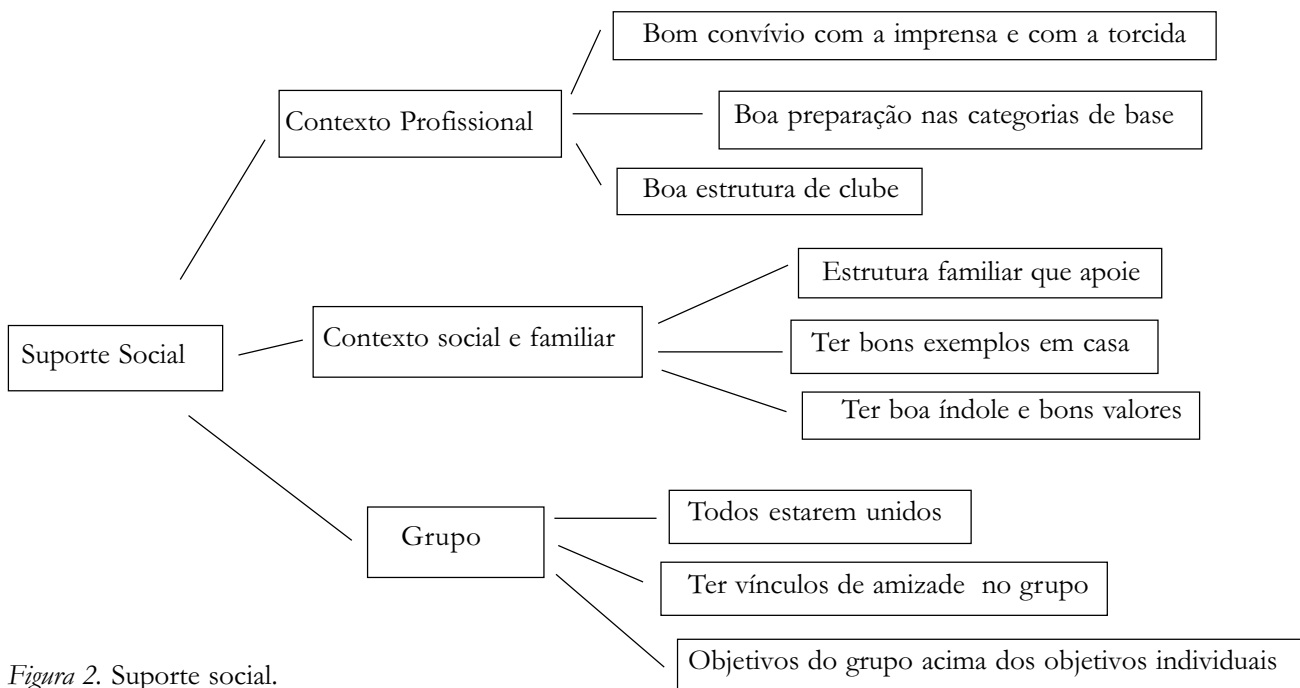 Bom convívio com a imprensa e com a torcida
Contexto Profissional
Boa preparação nas categorias de base
Boa estrutura de clube
Estrutura familiar que apoie
Suporte Social
Contexto social e familiar
Ter bons exemplos em casa
Ter boa índole e bons valores
Grupo
Todos estarem unidos
Ter vínculos de amizade no grupo
Objetivos do grupo acima dos objetivos individuais
Figura 2. Suporte social.